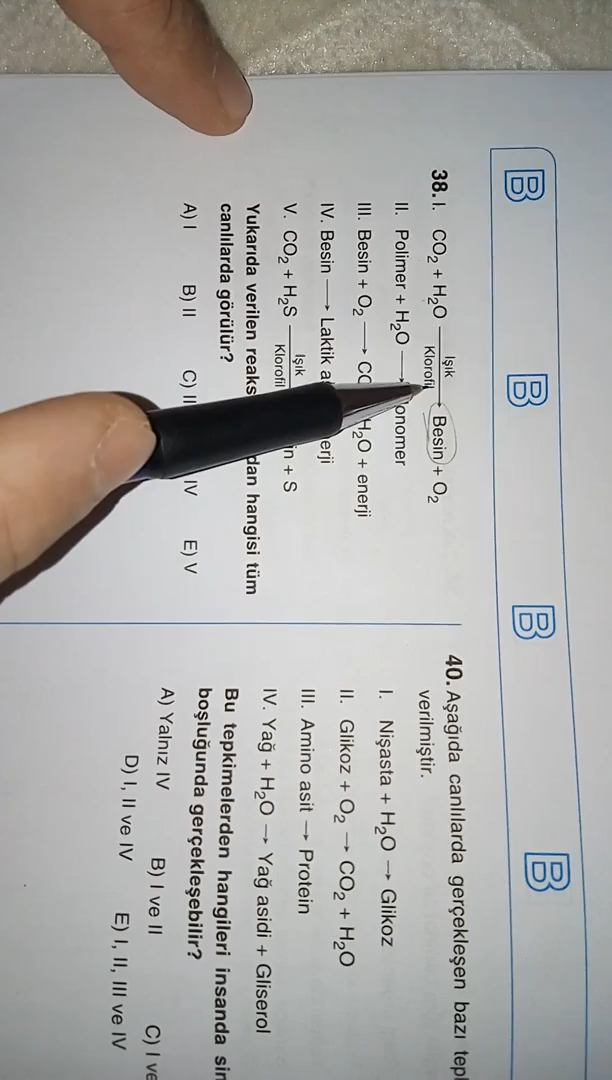 B B B B
38. I. CO₂ + H₂O Işık Klorofil → Besin + O₂
II. Polimer + H₂O → onomer
III. Besin + O₂ → CO H₂O + enerji
IV. Besin → Laktik a erji
V. CO₂ + H₂S Işık Klorofil in + S
Yukarıda verilen reaks dan hangisi tüm
canlılarda görülür?
A) I B) II C) II IV E) V
40. Aşağıda canlılarda gerçekleşen bazı tep
verilmiştir.
I. Nişasta + H₂O → Glikoz
II. Glikoz + O₂ → CO₂ + H₂O
III. Amino asit → Protein
IV. Yağ + H₂O → Yağ asidi + Gliserol
Bu tepkimelerden hangileri insanda sin
boşluğunda gerçekleşebilir?
A) Yalnız IV B) I ve II C) I ve
D) I, II ve IV E) I, II, III ve IV